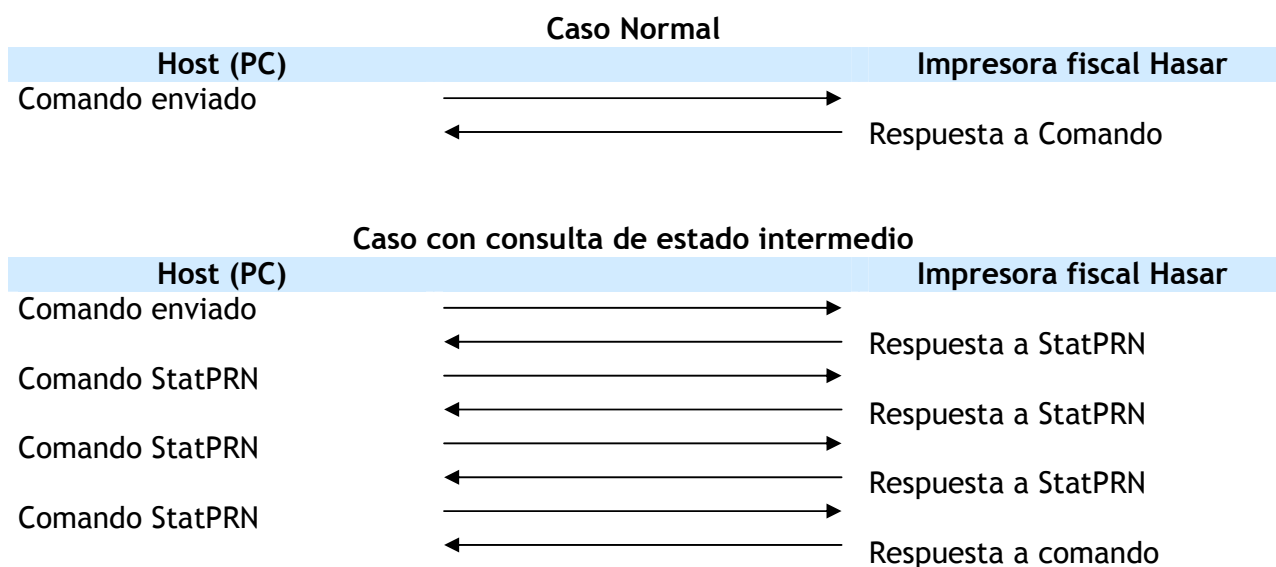 Caso Normal
Host (PC) Impresora fiscal Hasar
Comando enviado
Respuesta a Comando
Caso con consulta de estado intermedio
Host (PC) Impresora fiscal Hasar
Comando enviado
Respuesta a StatPRN
Comando StatPRN
Respuesta a StatPRN
Comando StatPRN
Respuesta a StatPRN
Comando StatPRN
Respuesta a comando